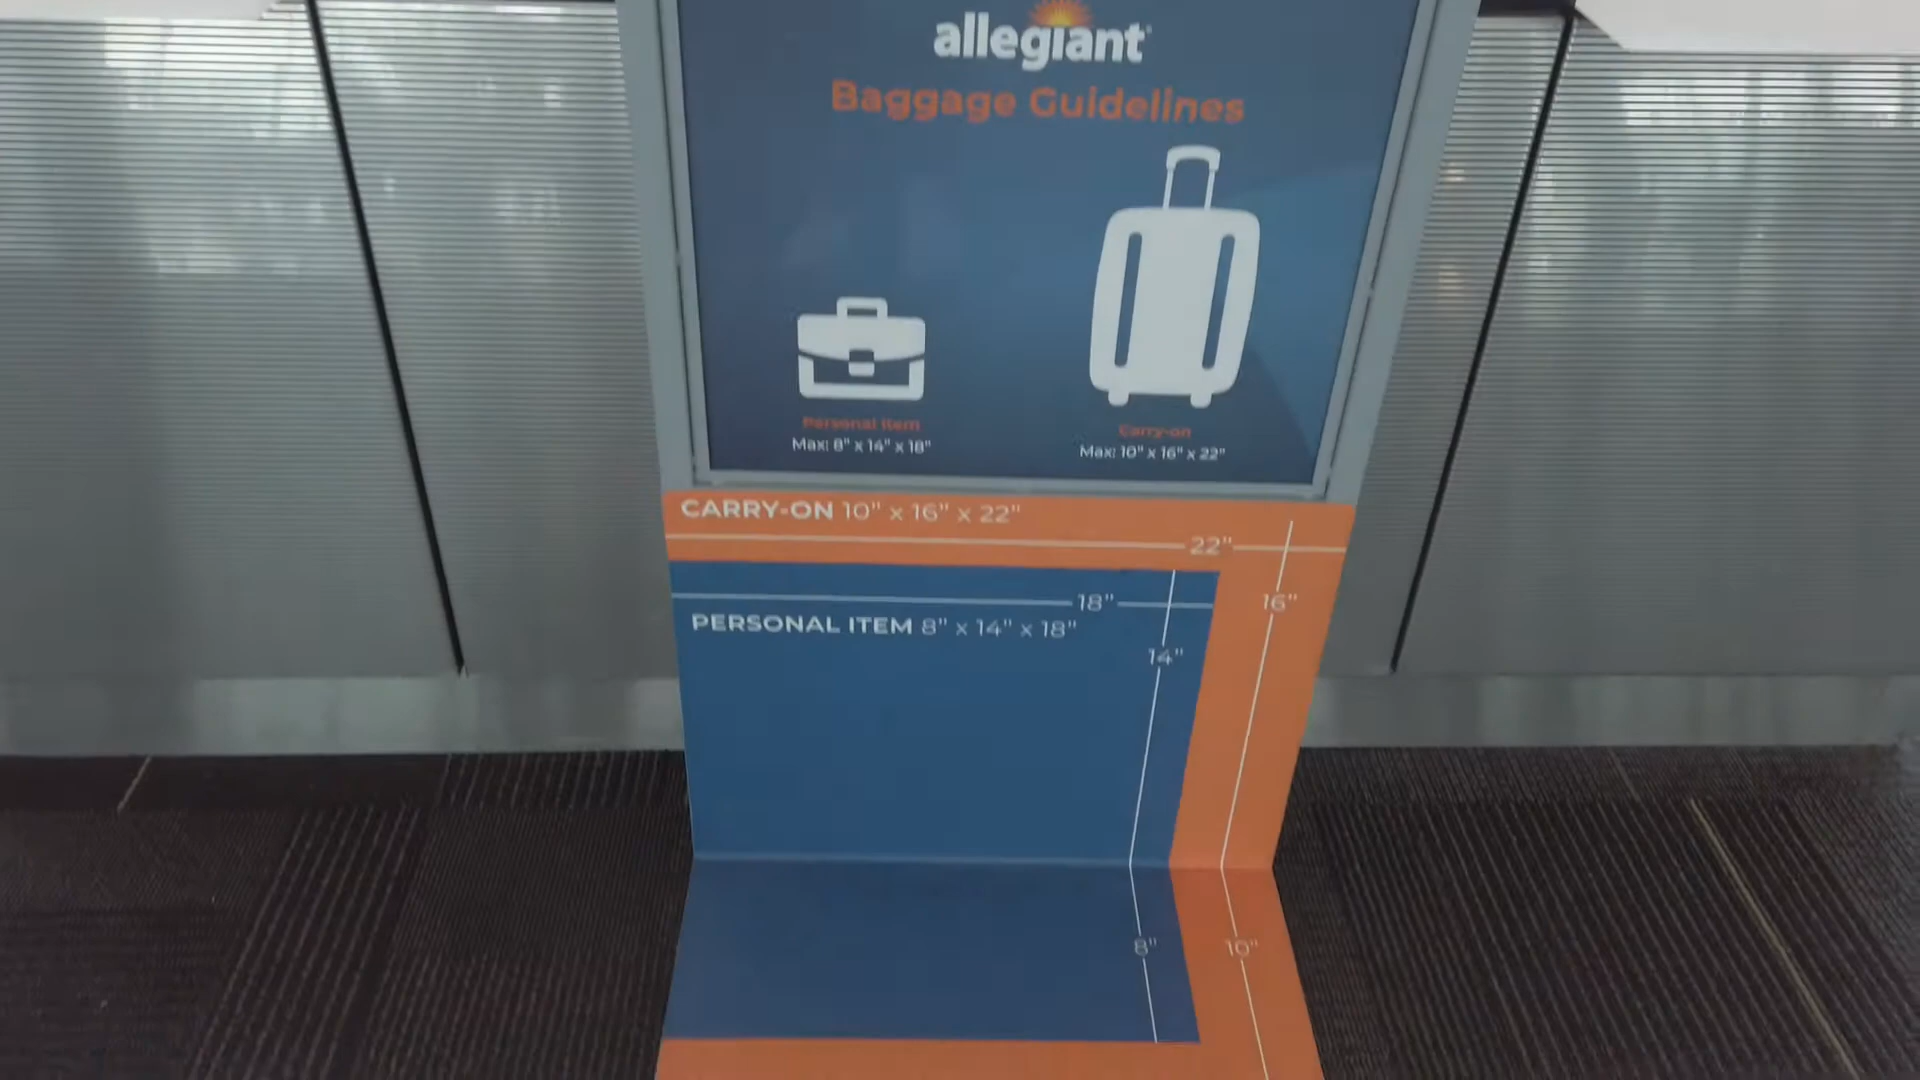 allegiant
Baggage Guidelines
Personal Item
Max: 8" x 14" x 18"
Carry-on
Max: 10" x 16" x 22"
CARRY-ON 10" x 16" x 22"
22"
18"
16"
PERSONAL ITEM 8" x 14" x 18"
14"
8"
10"